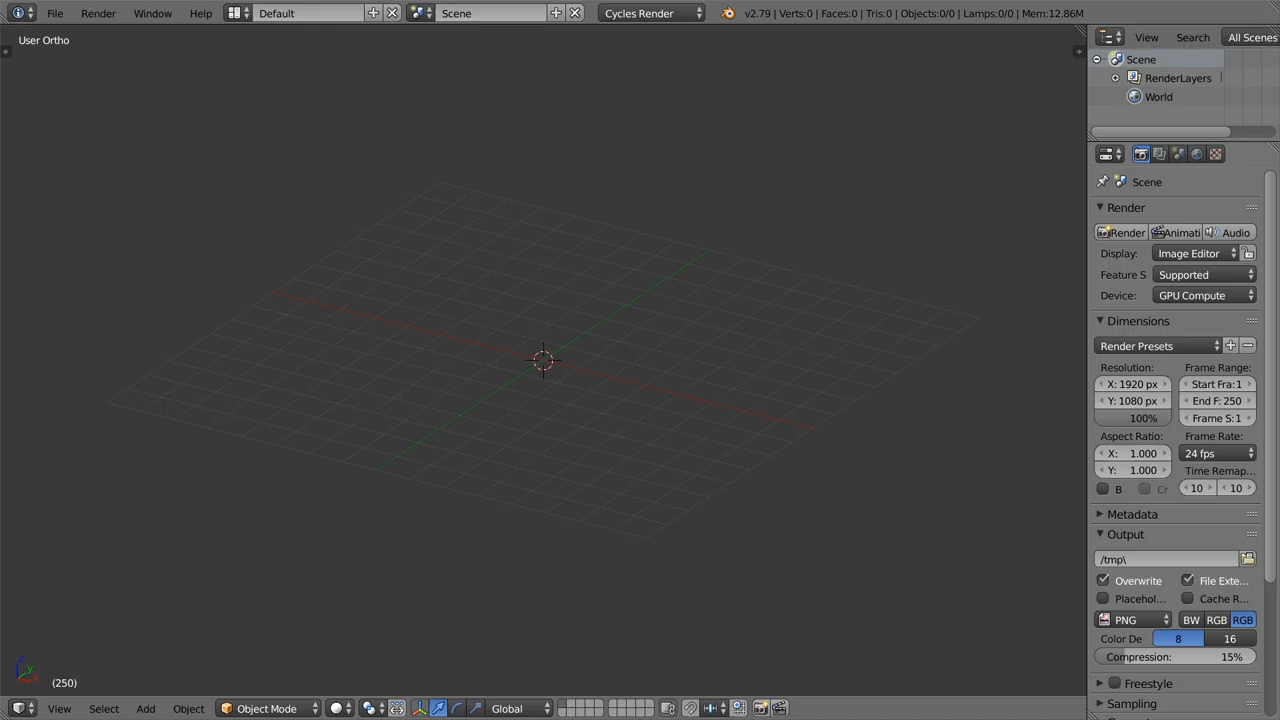 File Render Window Help Default Scene Cycles Render v2.79 | Verts:0 | Faces:0 | Tris:0 | Objects:0/0 | Lamps:0/0 | Mem:12.86M
User Ortho
View Search All Scenes
Scene
RenderLayers
World
Scene
Render
Render Animati Audio
Display: Image Editor
Feature S Supported
Device: GPU Compute
Dimensions
Render Presets
Resolution: Frame Range:
X: 1920 px Start Fra:1
Y: 1080 px End F: 250
100% Frame S:1
Aspect Ratio: Frame Rate:
X: 1.000 24 fps
Y: 1.000 Time Remap...
B Cr 10 10
Metadata
Output
/tmp\
Overwrite File Exte...
Placehol... Cache R...
PNG BW RGB RGB
Color De 8 16
Compression: 15%
Freestyle
Sampling
z
y
x
(250)
View Select Add Object Object Mode Global